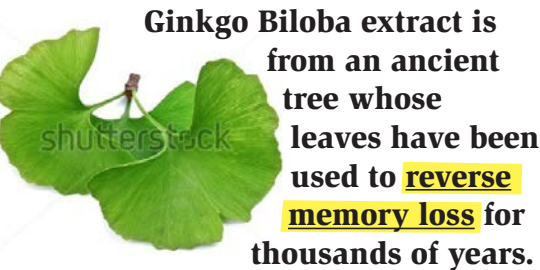 Ginkgo Biloba extract is
from an ancient
tree whose
leaves have been
used to reverse
memory loss for
thousands of years.
shutterstock